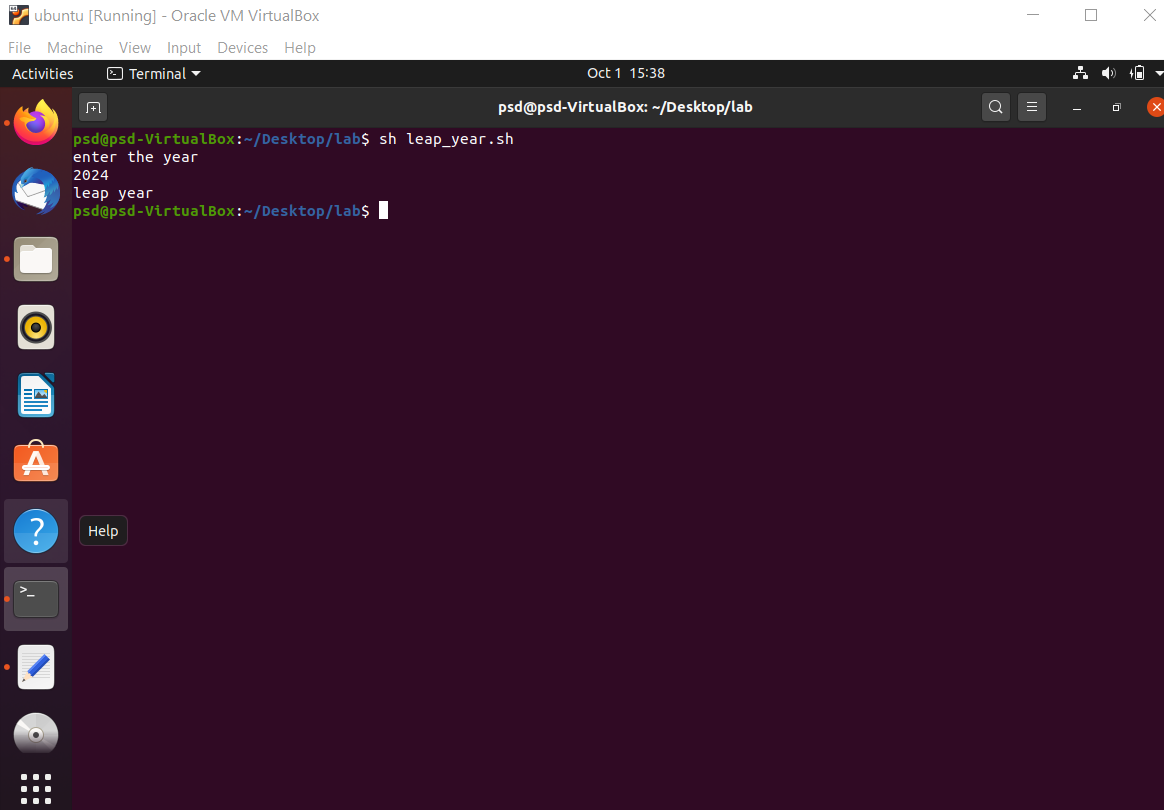 ubuntu [Running] - Oracle VM VirtualBox
File Machine View Input Devices Help
Activities Terminal Oct 1 15:38
psd@psd-VirtualBox: ~/Desktop/lab
psd@psd-VirtualBox:~/Desktop/lab$ sh leap_year.sh
enter the year
2024
leap year
psd@psd-VirtualBox:~/Desktop/lab$
Help